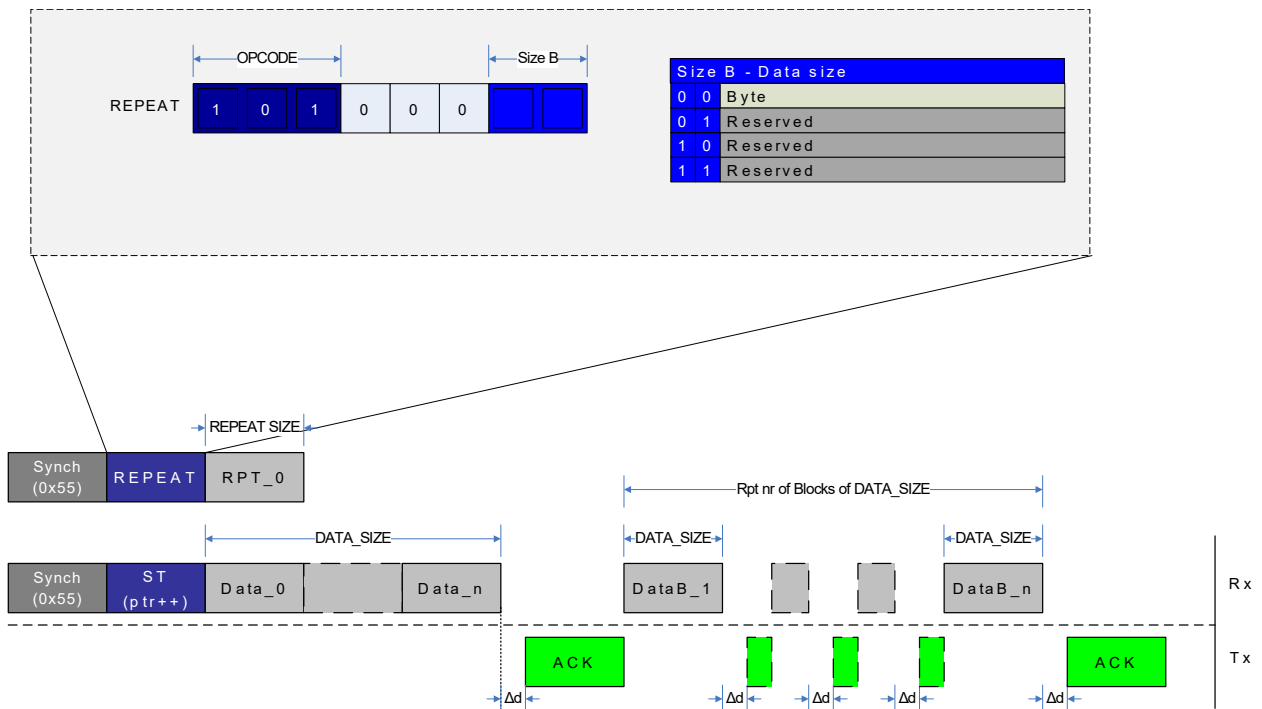 OPCODE
Size B
REPEAT
1 0 1 0 0 0
Size B - Data size
0 0 Byte
0 1 Reserved
1 0 Reserved
1 1 Reserved
REPEAT SIZE
Synch
(0x55)
REPEAT
RPT_0
Rpt nr of Blocks of DATA_SIZE
DATA_SIZE
DATA_SIZE
DATA_SIZE
Synch
(0x55)
ST
(ptr++)
Data_0
Data_n
DataB_1
DataB_n
Rx
ACK
ACK
Tx
Δd
Δd
Δd
Δd
Δd